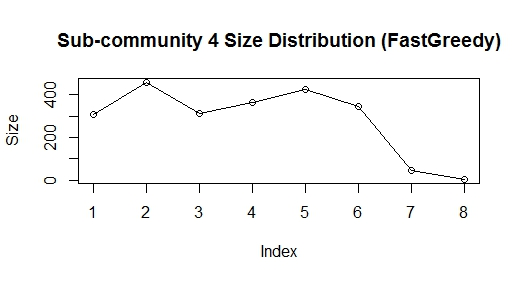 Sub-community 4 Size Distribution (FastGreedy)
Size
400
200
0
1 2 3 4 5 6 7 8
Index